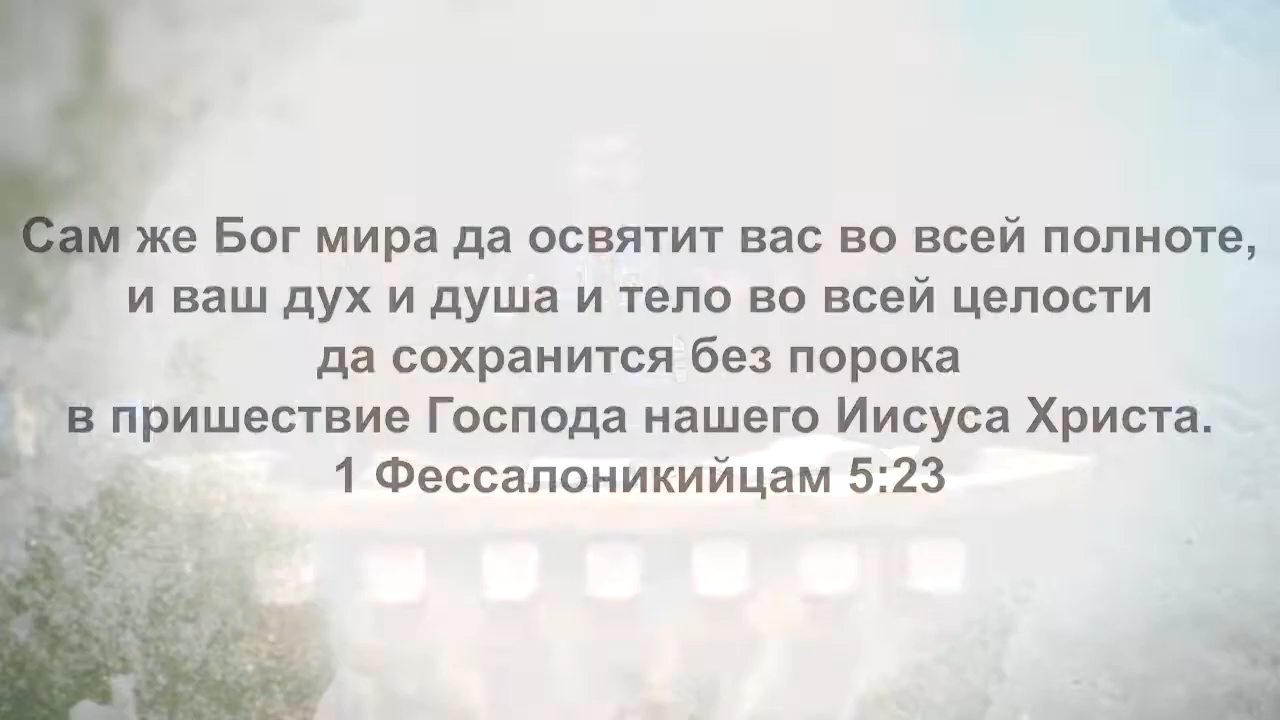 Сам же Бог мира да освятит вас во всей полноте,
и ваш дух и душа и тело во всей целости
да сохранится без порока
в пришествие Господа нашего Иисуса Христа.
1 Фессалоникийцам 5:23